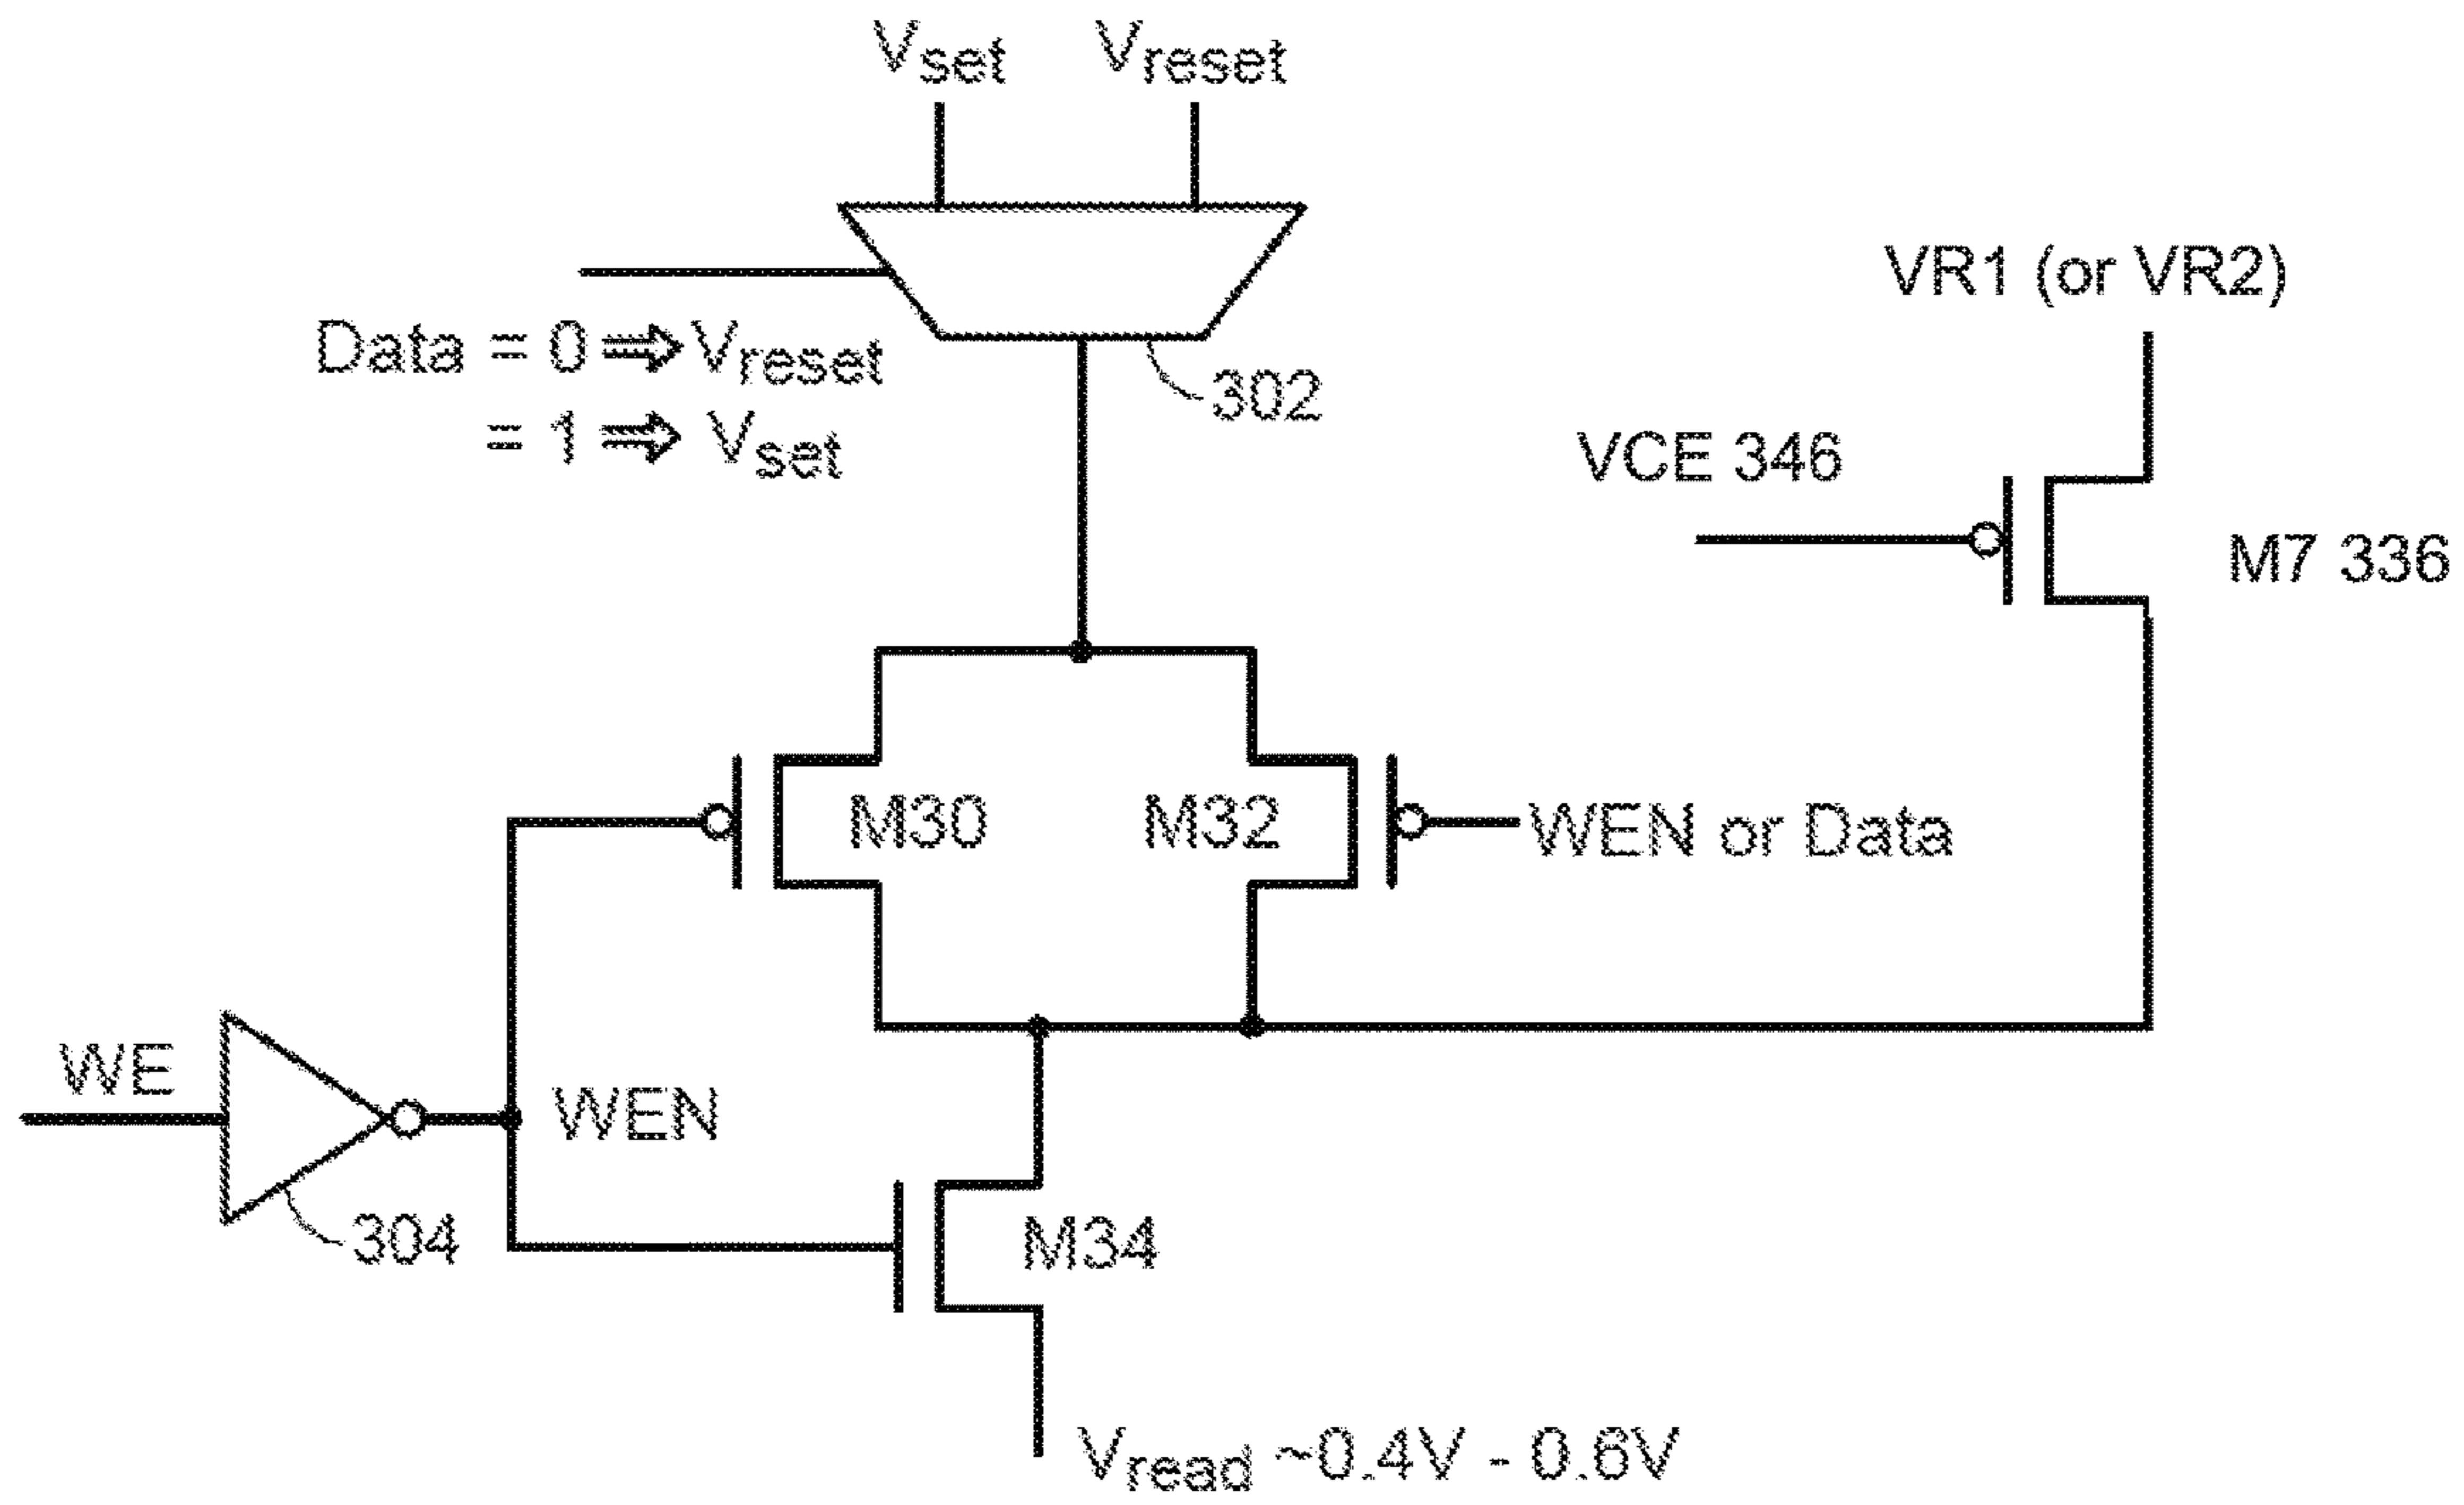 Vset Vreset
VR1 (or VR2)
Data = 0 ⇒ Vreset
= 1 ⇒ Vset
302
VCE 346
M7 336
M30
M32
WEN or Data
WE
WEN
304
M34
Vread ~0.4V - 0.6V